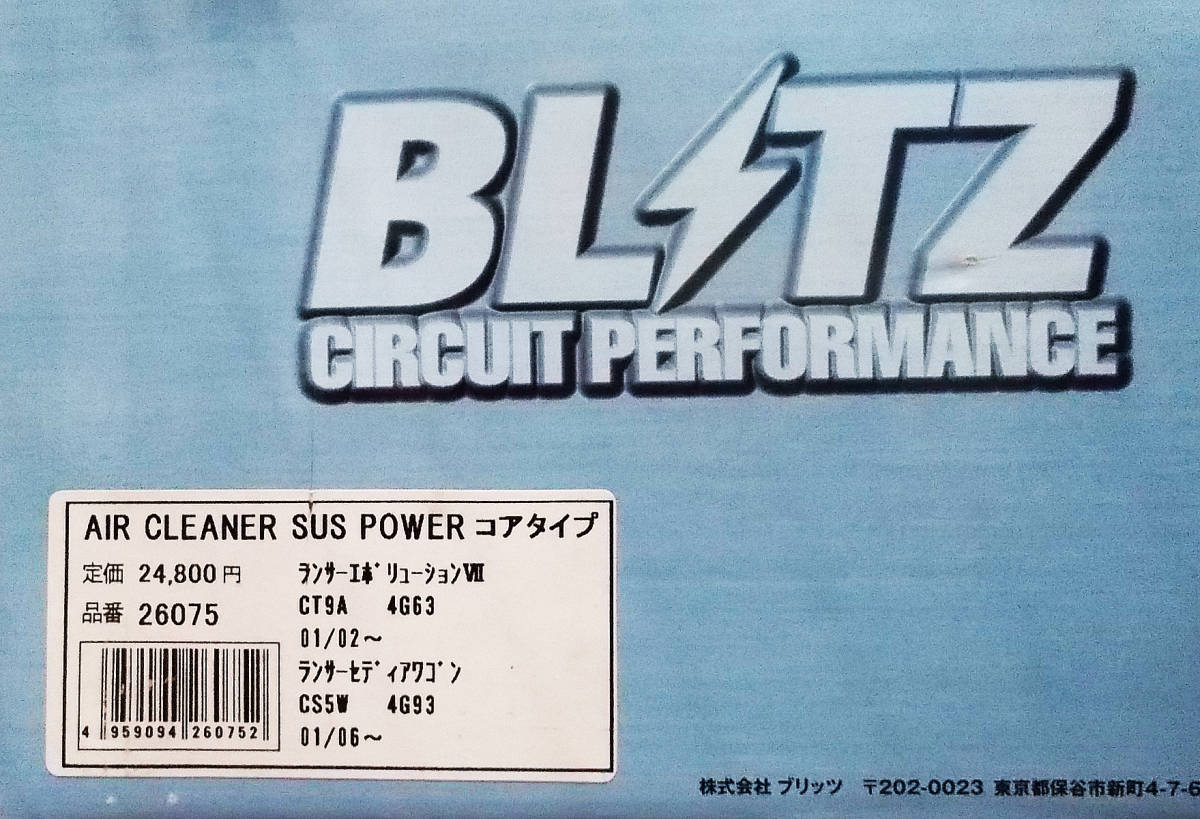 BLITZ
CIRCUIT PERFORMANCE
AIR CLEANER SUS POWER コアタイプ
定価 24,800円
品番 26075
ﾗﾝｻｰｴﾎﾞﾘｭｰｼｮﾝⅦ
CT9A 4G63
01/02～
ﾗﾝｻｰｾﾃﾞｨｱﾜｺﾞﾝ
CS5W 4G93
01/06～
4 959094 260752
株式会社 ブリッツ 〒202-0023 東京都保谷市新町4-7-6